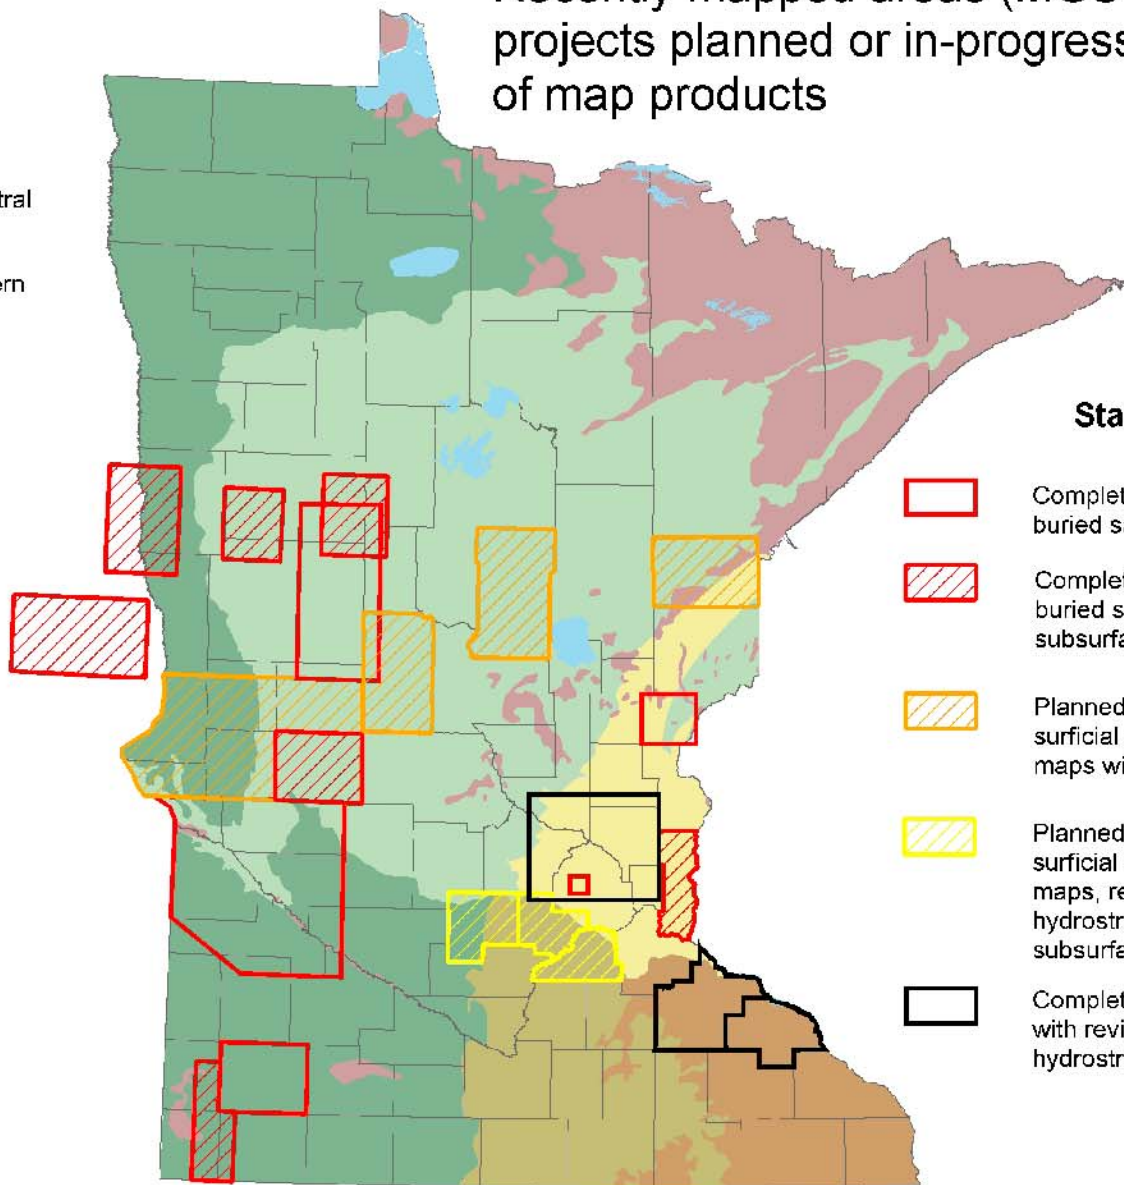 projects planned or in-progress
of map products
Sta
Complet
buried s
Complet
buried s
subsurfa
Planned
surficial
maps wi
Planned
surficial
maps, re
hydrostr
subsurfa
Complet
with revi
hydrostr
tral
ern